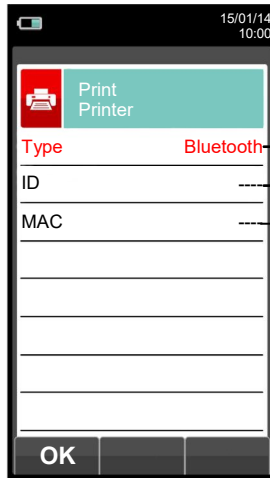 15/01/14
10:00
Print
Printer
Type Bluetooth
ID ----
MAC ----
OK